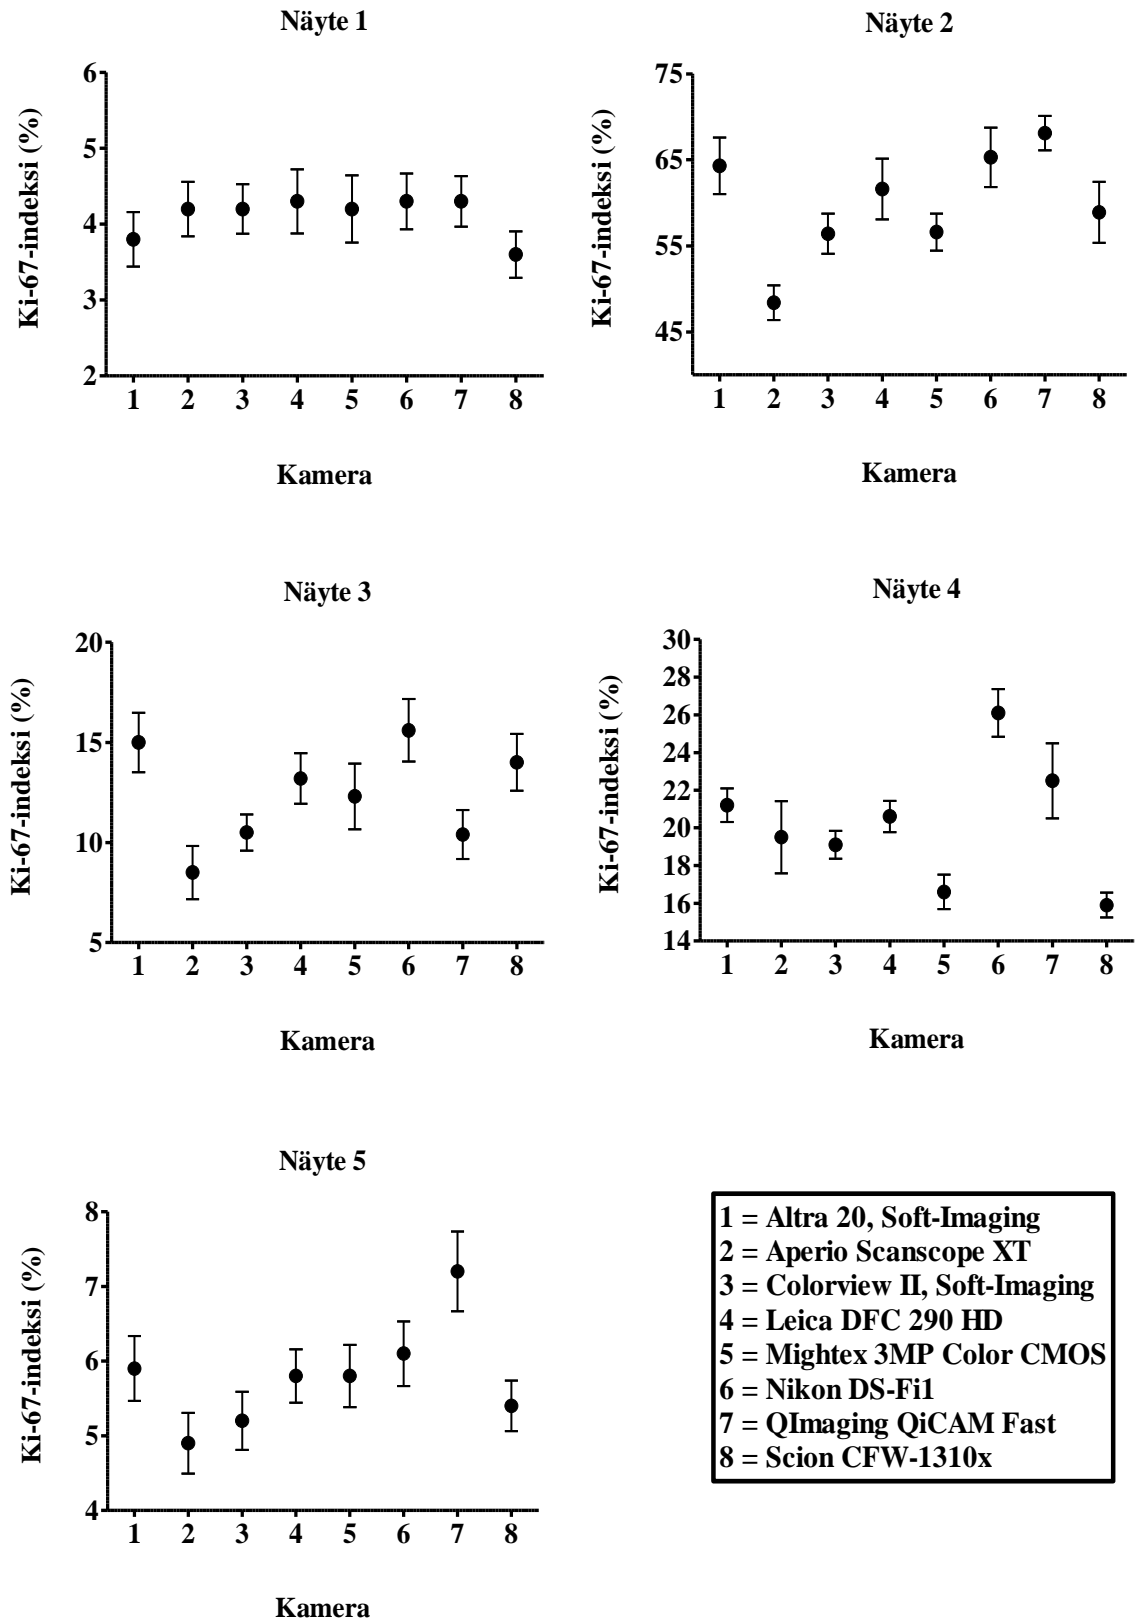 Näyte 1
Ki-67-indeksi (%)
6
5
4
3
2
1 2 3 4 5 6 7 8
Kamera
Näyte 2
Ki-67-indeksi (%)
75
65
55
45
1 2 3 4 5 6 7 8
Kamera
Näyte 3
Ki-67-indeksi (%)
20
15
10
5
1 2 3 4 5 6 7 8
Kamera
Näyte 4
Ki-67-indeksi (%)
30
28
26
24
22
20
18
16
14
1 2 3 4 5 6 7 8
Kamera
Näyte 5
Ki-67-indeksi (%)
8
7
6
5
4
1 2 3 4 5 6 7 8
Kamera
1 = Altra 20, Soft-Imaging
2 = Aperio Scanscope XT
3 = Colorview II, Soft-Imaging
4 = Leica DFC 290 HD
5 = Mightex 3MP Color CMOS
6 = Nikon DS-Fi1
7 = QImaging QiCAM Fast
8 = Scion CFW-1310x